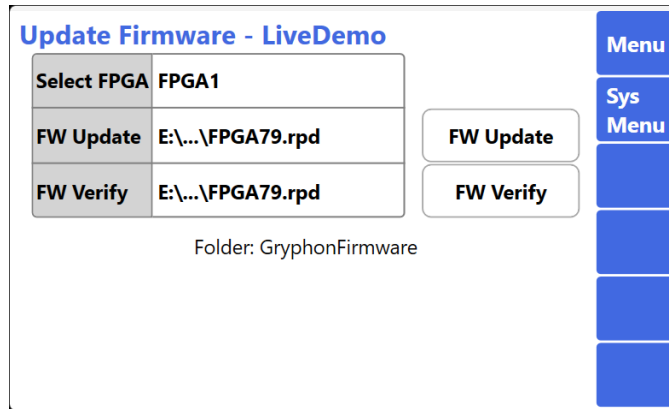 Update Firmware - LiveDemo
Menu
Select FPGA FPGA1
Sys
Menu
FW Update E:\...\FPGA79.rpd FW Update
FW Verify E:\...\FPGA79.rpd FW Verify
Folder: GryphonFirmware